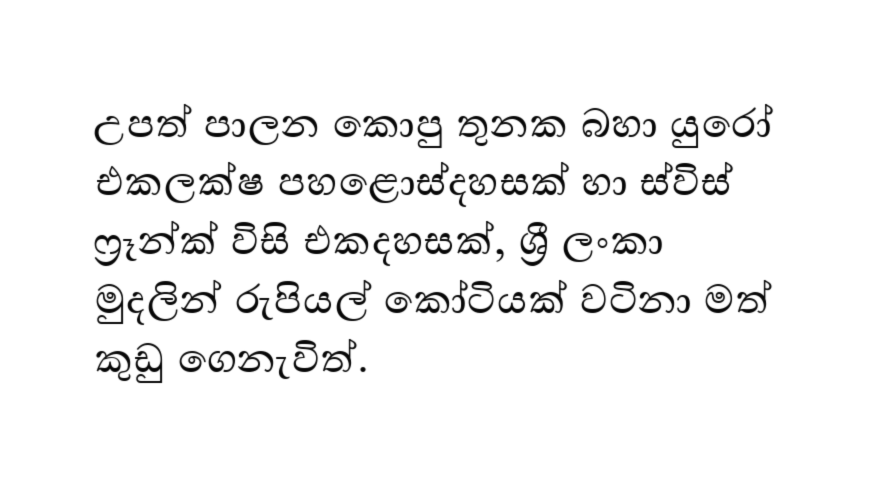 උපත් පාලන කොපු තුනක බහා යුරෝ
එකලක්ෂ පහළොස්දහසක් හා ස්විස්
ෆ්‍රෑන්ක් විසි එකදහසක්, ශ්‍රී ලංකා
මුදලින් රුපියල් කෝටියක් වටිනා මත්
කුඩු ගෙනැවිත්.